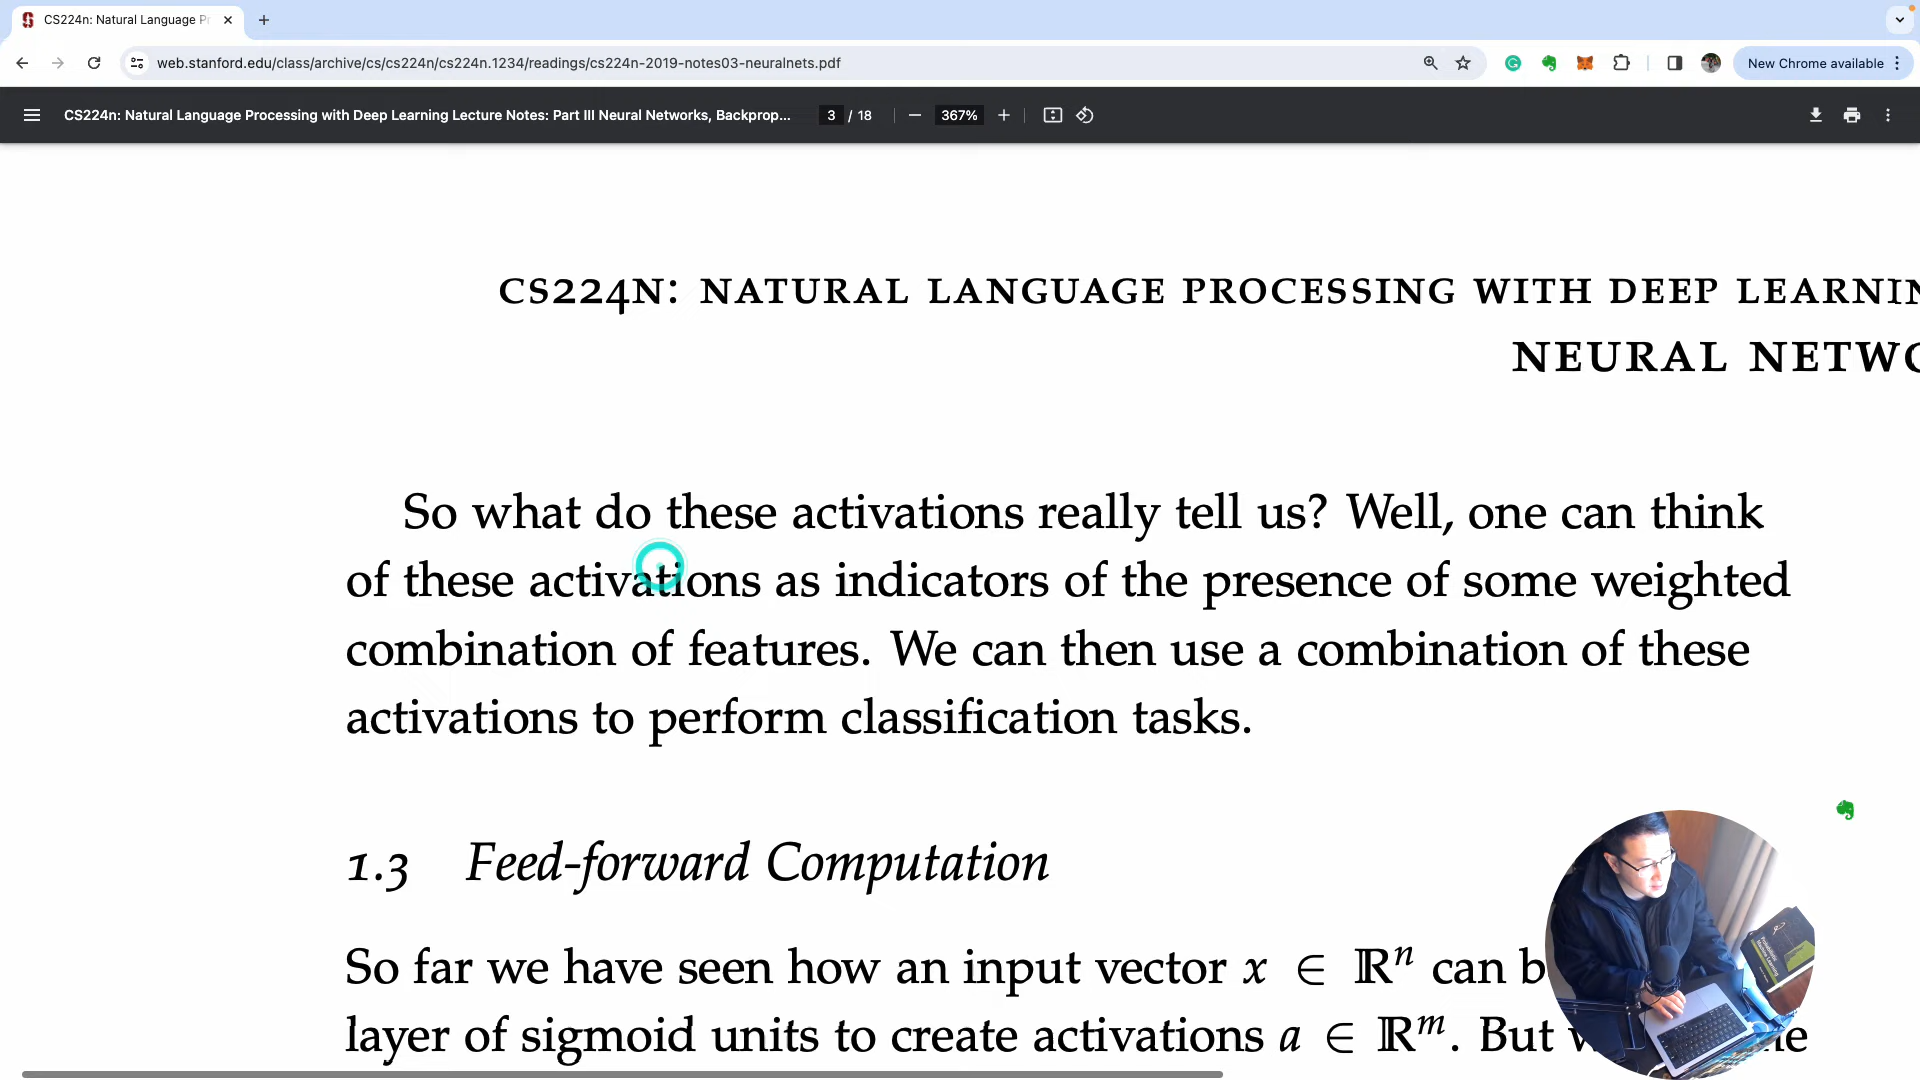 CS224n: Natural Language Pr
web.stanford.edu/class/archive/cs/cs224n/cs224n.1234/readings/cs224n-2019-notes03-neuralnets.pdf
New Chrome available
CS224n: Natural Language Processing with Deep Learning Lecture Notes: Part III Neural Networks, Backprop...
3 / 18
367%
CS224N: NATURAL LANGUAGE PROCESSING WITH DEEP LEARNIN
NEURAL NETWO
So what do these activations really tell us? Well, one can think
of these activations as indicators of the presence of some weighted
combination of features. We can then use a combination of these
activations to perform classification tasks.
1.3 Feed-forward Computation
So far we have seen how an input vector x ∈ ℝⁿ can b
layer of sigmoid units to create activations a ∈ ℝᵐ. But